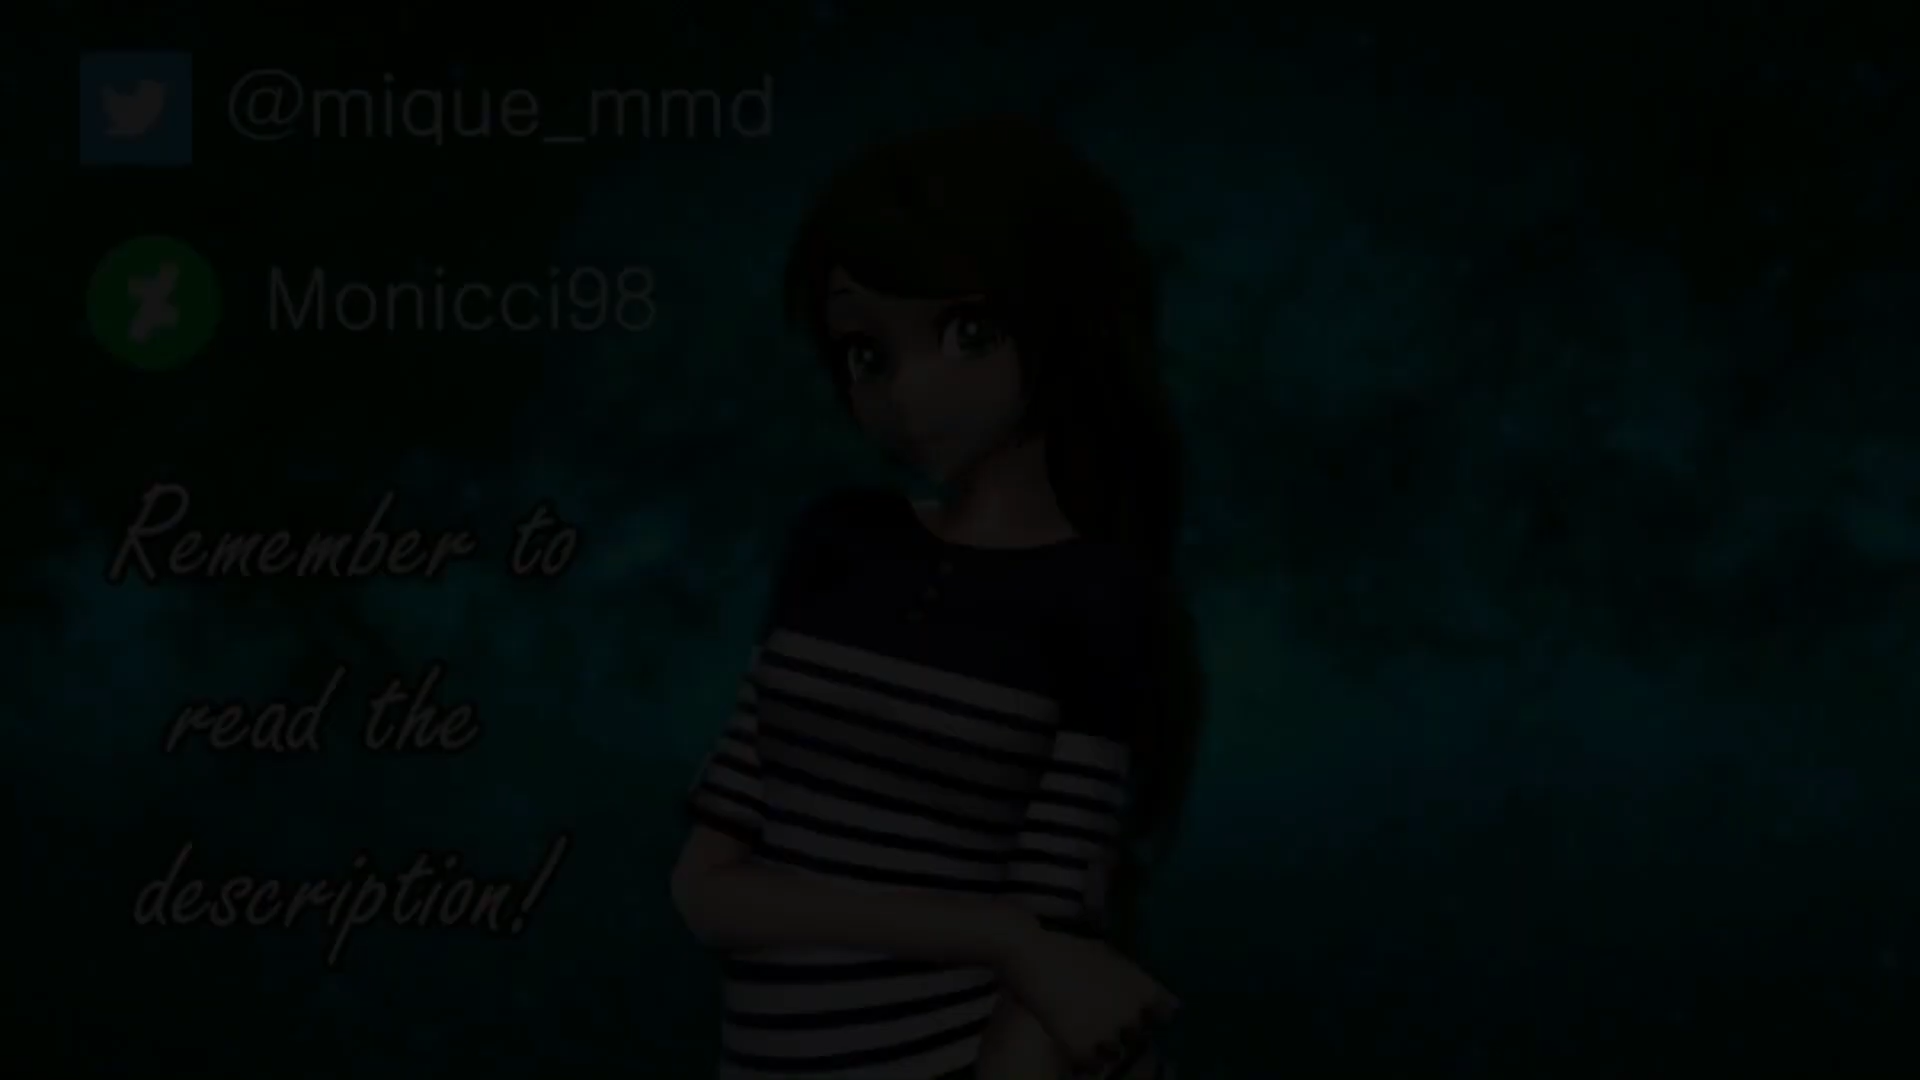 @mique_mmd
Monicci98
Remember to
read the
description!